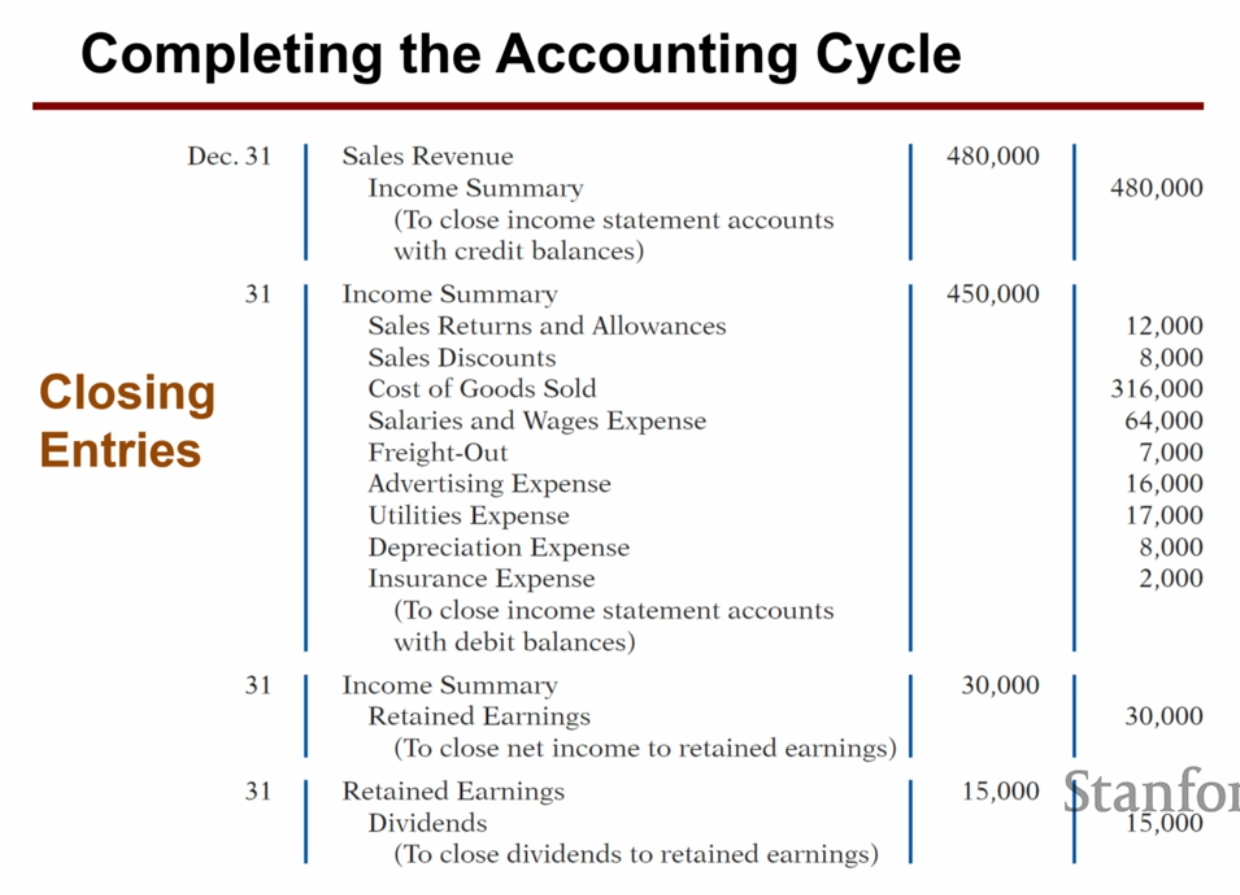 Completing the Accounting Cycle
Dec. 31 Sales Revenue 480,000
Income Summary 480,000
(To close income statement accounts
with credit balances)
31 Income Summary 450,000
Sales Returns and Allowances 12,000
Sales Discounts 8,000
Closing
Entries
Cost of Goods Sold 316,000
Salaries and Wages Expense 64,000
Freight-Out 7,000
Advertising Expense 16,000
Utilities Expense 17,000
Depreciation Expense 8,000
Insurance Expense 2,000
(To close income statement accounts
with debit balances)
31 Income Summary 30,000
Retained Earnings 30,000
(To close net income to retained earnings)
31 Retained Earnings 15,000
Stanfor
Dividends 15,000
(To close dividends to retained earnings)